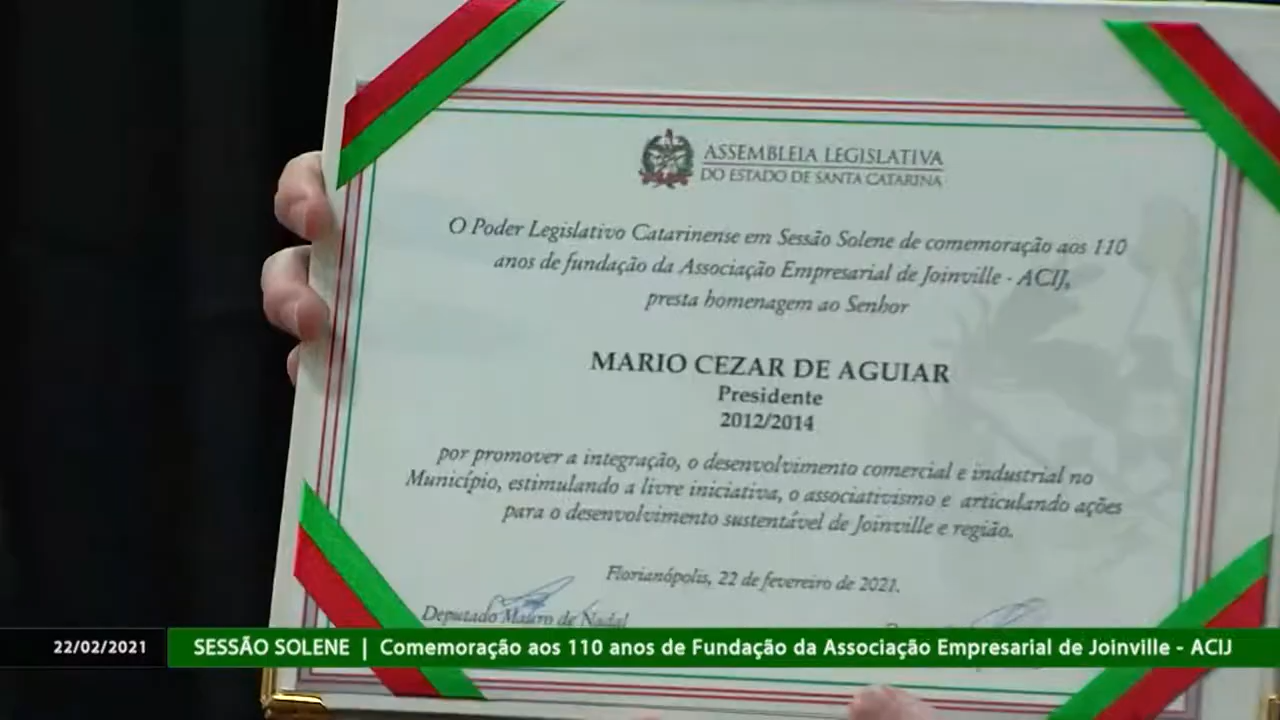 ASSEMBLEIA LEGISLATIVA
DO ESTADO DE SANTA CATARINA
O Poder Legislativo Catarinense em Sessão Solene de comemoração aos 110
anos de fundação da Associação Empresarial de Joinville - ACIJ,
presta homenagem ao Senhor
MARIO CEZAR DE AGUIAR
Presidente
2012/2014
por promover a integração, o desenvolvimento comercial e industrial no
Município, estimulando a livre iniciativa, o associativismo e articulando ações
para o desenvolvimento sustentável de Joinville e região.
Florianópolis, 22 de fevereiro de 2021.
Deputado Mauro de Nadal
22/02/2021
SESSÃO SOLENE | Comemoração aos 110 anos de Fundação da Associação Empresarial de Joinville - ACIJ